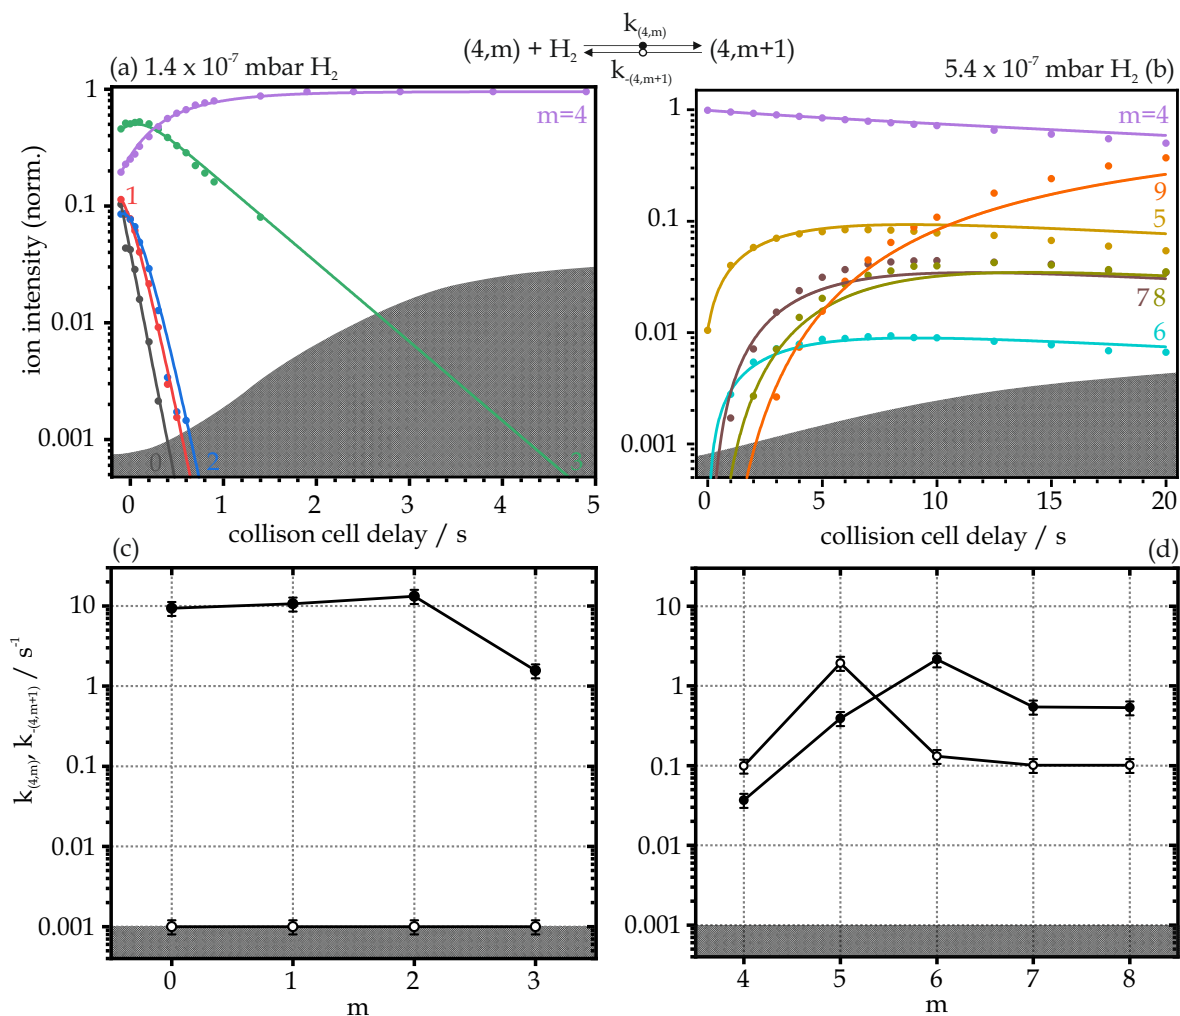 k(4,m)
(4,m) + H2 (4,m+1)
k-(4,m+1)
(a) 1.4 x 10-7 mbar H2
5.4 x 10-7 mbar H2 (b)
ion intensity (norm.)
1
0.1
0.01
0.001
m=4
1
0
2
3
0 1 2 3 4 5
collison cell delay / s
1
0.1
0.01
0.001
m=4
9
5
7 8
6
0 5 10 15 20
collision cell delay / s
(c)
(d)
k(4,m), k-(4,m+1) / s-1
10
1
0.1
0.01
0.001
0 1 2 3
m
10
1
0.1
0.01
0.001
4 5 6 7 8
m